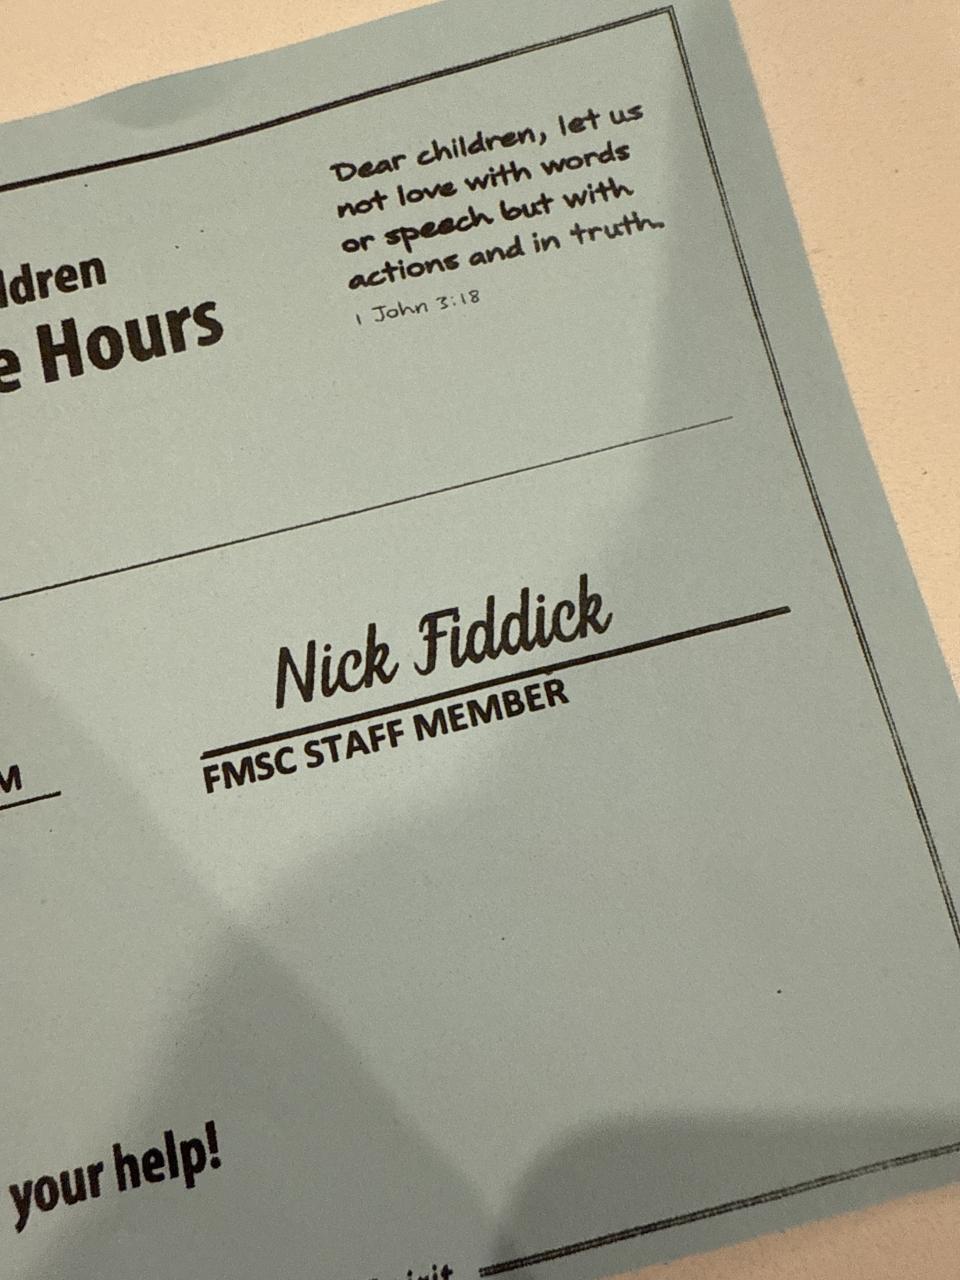 Dear children, let us
not love with words
or speech but with
actions and in truth.
1 John 3:18
ldren
e Hours
Nick Fiddick
FMSC STAFF MEMBER
M
your help!